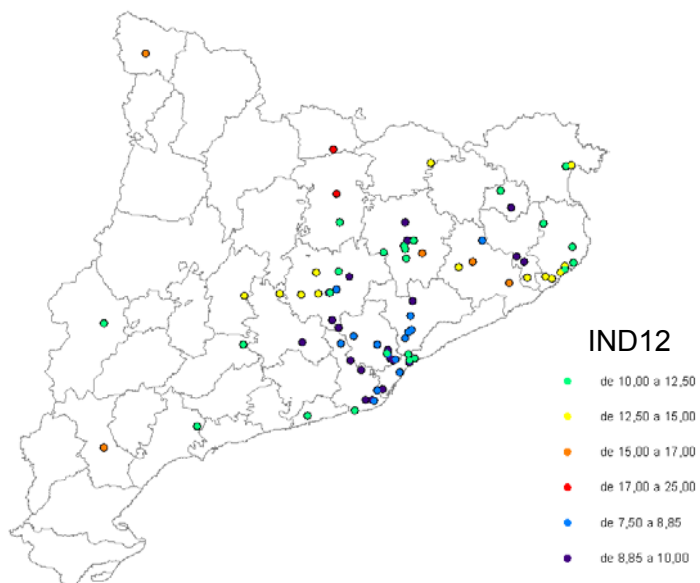 IND12
de 10,00 a 12,50
de 12,50 a 15,00
de 15,00 a 17,00
de 17,00 a 25,00
de 7,50 a 8,85
de 8,85 a 10,00